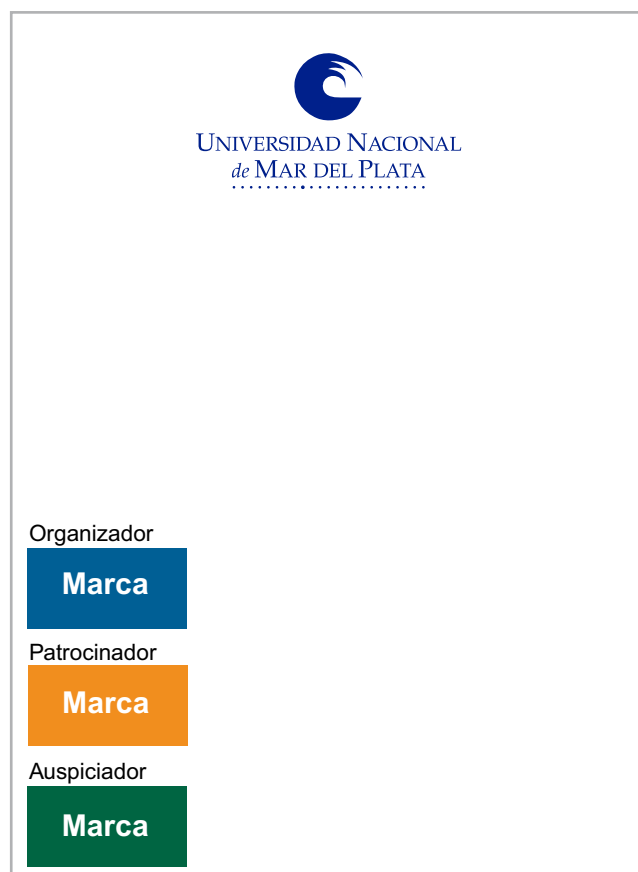 UNIVERSIDAD NACIONAL
de MAR DEL PLATA
Organizador
Marca
Patrocinador
Marca
Auspiciador
Marca